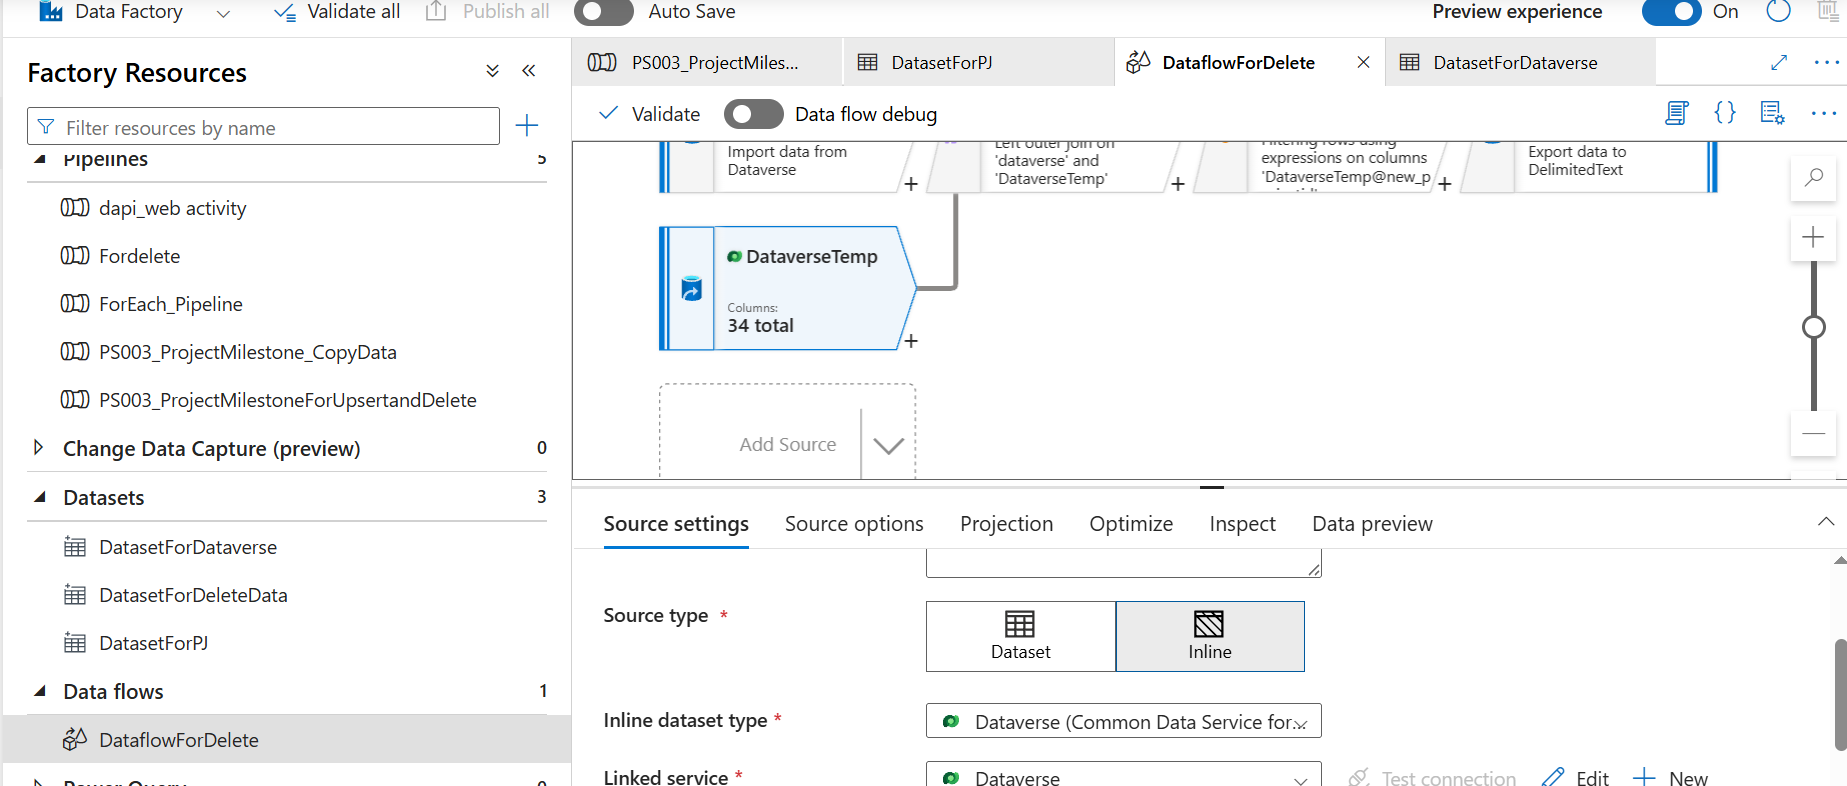 Data Factory
Validate all
Publish all
Auto Save
Preview experience
On
Factory Resources
Filter resources by name
Pipelines
5
dapi_web activity
Fordelete
ForEach_Pipeline
PS003_ProjectMilestone_CopyData
PS003_ProjectMilestoneForUpsertandDelete
Change Data Capture (preview)
0
Datasets
3
DatasetForDataverse
DatasetForDeleteData
DatasetForPJ
Data flows
1
DataflowForDelete
PS003_ProjectMiles...
DatasetForPJ
DataflowForDelete
DatasetForDataverse
Validate
Data flow debug
Import data from
Dataverse
Left outer join on
'dataverse' and
'DataverseTemp'
Filtering rows using
expressions on columns
'DataverseTemp@new_p
Export data to
DelimitedText
DataverseTemp
Columns:
34 total
Add Source
Source settings
Source options
Projection
Optimize
Inspect
Data preview
Source type *
Dataset
Inline
Inline dataset type *
Dataverse (Common Data Service for...
Linked service *
Dataverse
Test connection
Edit
New